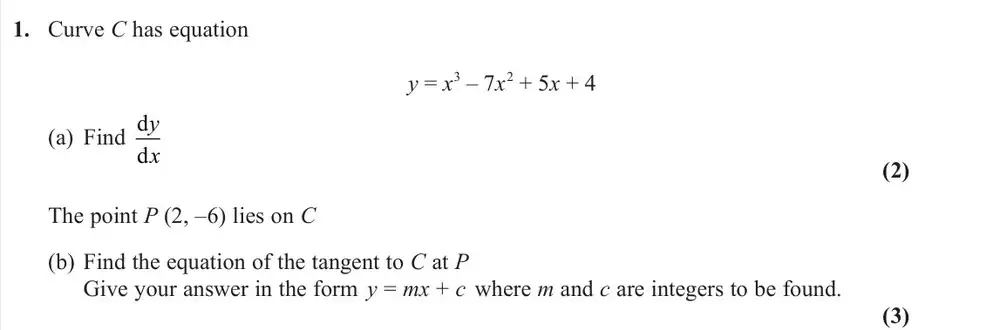 1. Curve C has equation
y = x³ – 7x² + 5x + 4
(a) Find dy/dx
(2)
The point P (2, –6) lies on C
(b) Find the equation of the tangent to C at P
Give your answer in the form y = mx + c where m and c are integers to be found.
(3)